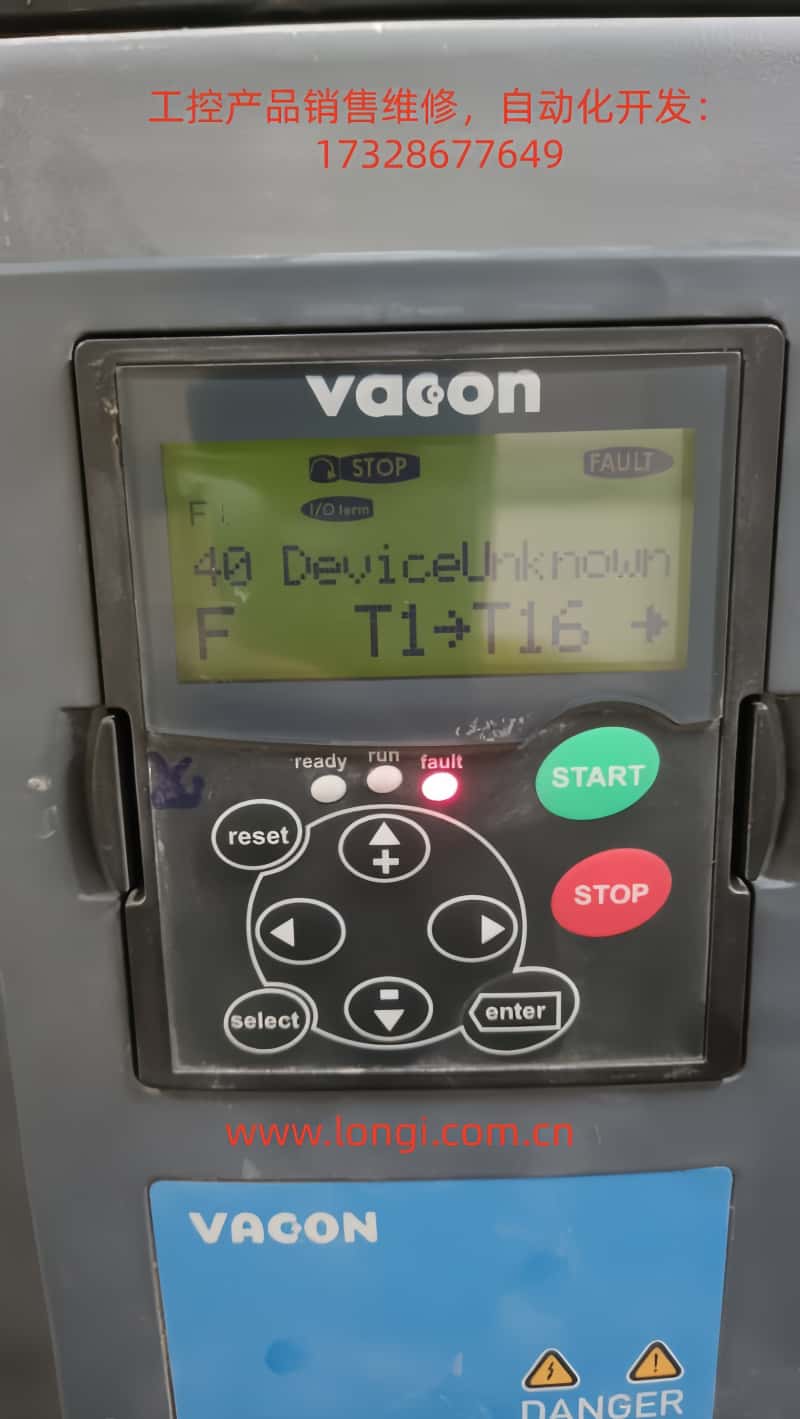 工控产品销售维修，自动化开发：
17328677649
vacon
STOP
FAULT
I/O term
40 DeviceUnknown
F T1→T16
ready run fault
START
reset
+
STOP
-
select
enter
www.longi.com.cn
VACON
DANGER